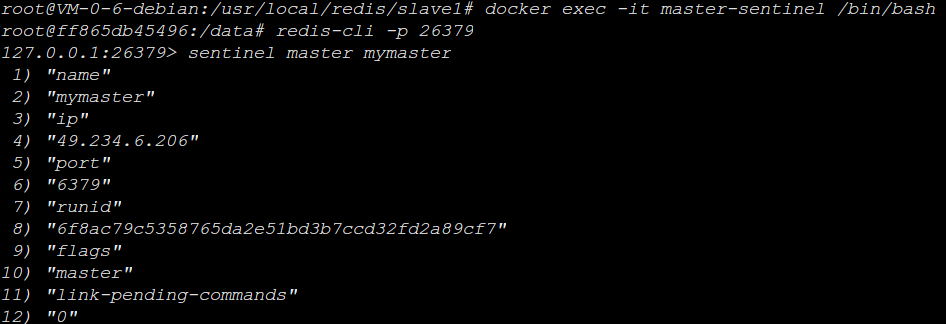 root@VM-0-6-debian:/usr/local/redis/slave1# docker exec -it master-sentinel /bin/bash
root@ff865db45496:/data# redis-cli -p 26379
127.0.0.1:26379> sentinel master mymaster
1) "name"
2) "mymaster"
3) "ip"
4) "49.234.6.206"
5) "port"
6) "6379"
7) "runid"
8) "6f8ac79c5358765da2e51bd3b7ccd32fd2a89cf7"
9) "flags"
10) "master"
11) "link-pending-commands"
12) "0"